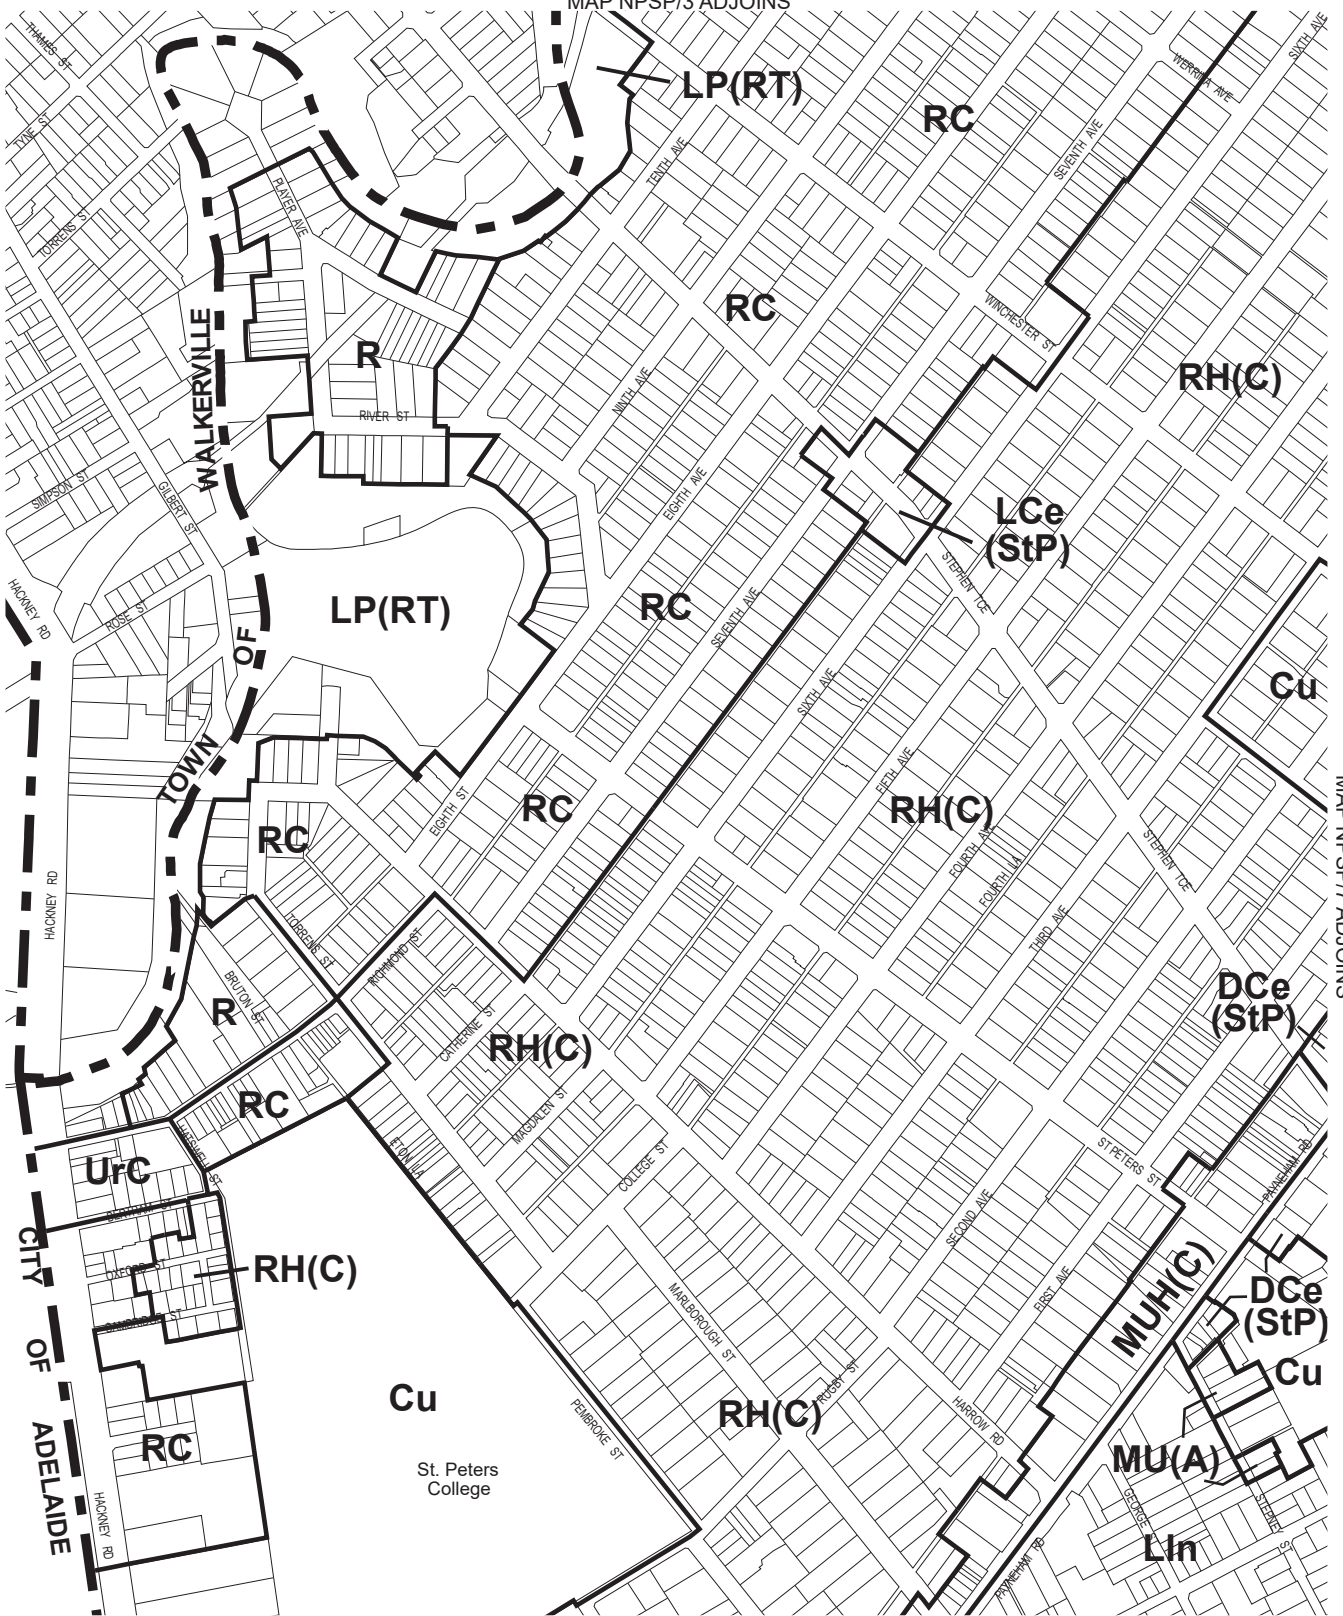 MAP NPSP/3 ADJOINS
THAMES ST
SIXTH AVE
WERRINA AVE
LP(RT)
RC
TYNE ST
SEVENTH AVE
TENTH AVE
PLAYER AVE
TORRENS ST
RC
WINCHESTER ST
WALKERVILLE
R
RH(C)
NINTH AVE
RIVER ST
SIMPSON ST
GILBERT ST
EIGHTH AVE
LCe
(StP)
STEPHEN TCE
HACKNEY RD
ROSE ST
LP(RT)
RC
SEVENTH AVE
OF
Cu
SIXTH AVE
TOWN
FIFTH AVE
MAP NPSP/7 ADJOINS
RC
RH(C)
EIGHTH ST
RC
FOURTH AVE
FOURTH LA
STEPHEN TCE
HACKNEY RD
TORRENS ST
RICHMOND ST
THIRD AVE
BRUTON ST
R
DCe
(StP)
CATHERINE ST
RH(C)
RC
MAGDALEN ST
HATSWELL ST
ETON LA
COLLEGE ST
ST PETERS ST
PAYNEHAM RD
UrC
BERTRAM ST
SECOND AVE
CITY
OXFORD ST
RH(C)
FIRST AVE
MUH(C)
DCe
(StP)
CAMBRIDGE ST
MARLBOROUGH ST
OF
Cu
Cu
RUGBY ST
PEMBROKE ST
RH(C)
HARROW RD
ADELAIDE
RC
MU(A)
St. Peters
College
HACKNEY RD
GEORGE ST
STEPNEY ST
LIn
PAYNEHAM RD